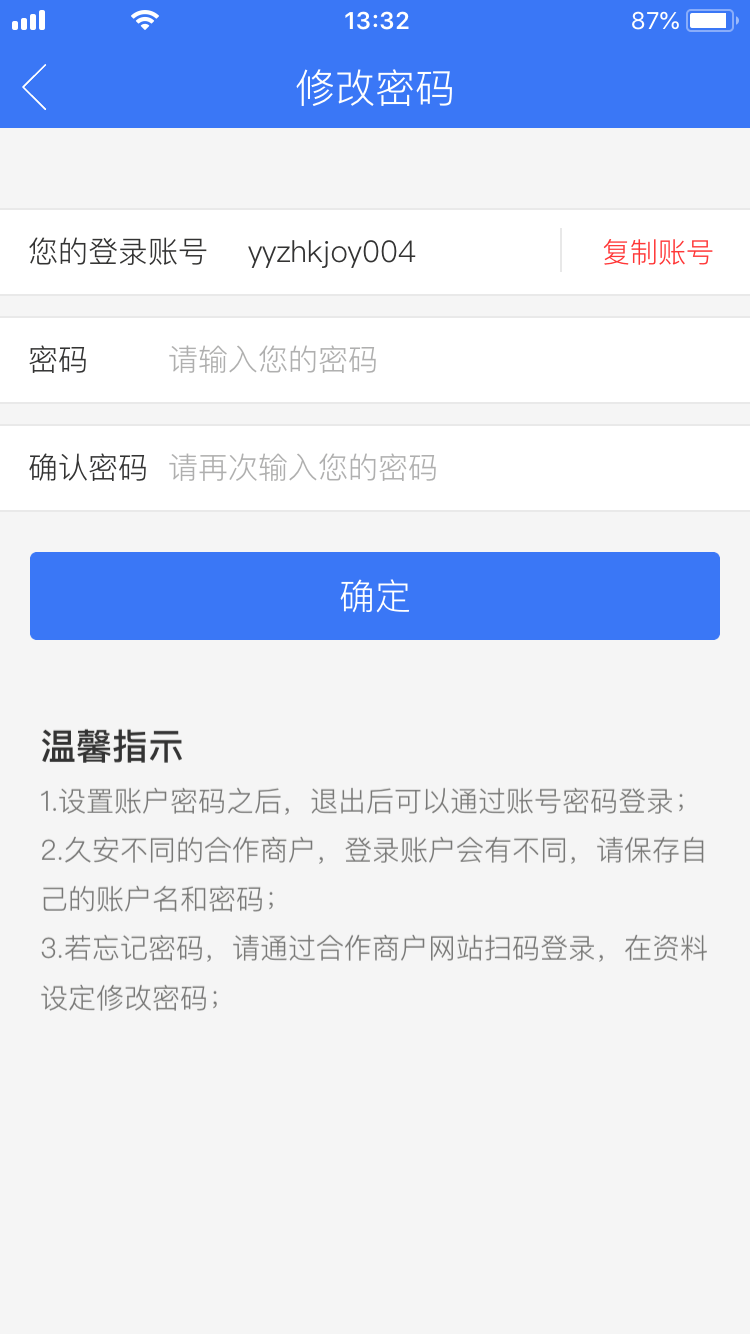 13:32
87%
修改密码
您的登录账号 yyzhkjoy004 复制账号
密码 请输入您的密码
确认密码 请再次输入您的密码
确定
温馨指示
1.设置账户密码之后，退出后可以通过账号密码登录；
2.久安不同的合作商户，登录账户会有不同，请保存自
己的账户名和密码；
3.若忘记密码，请通过合作商户网站扫码登录，在资料
设定修改密码；